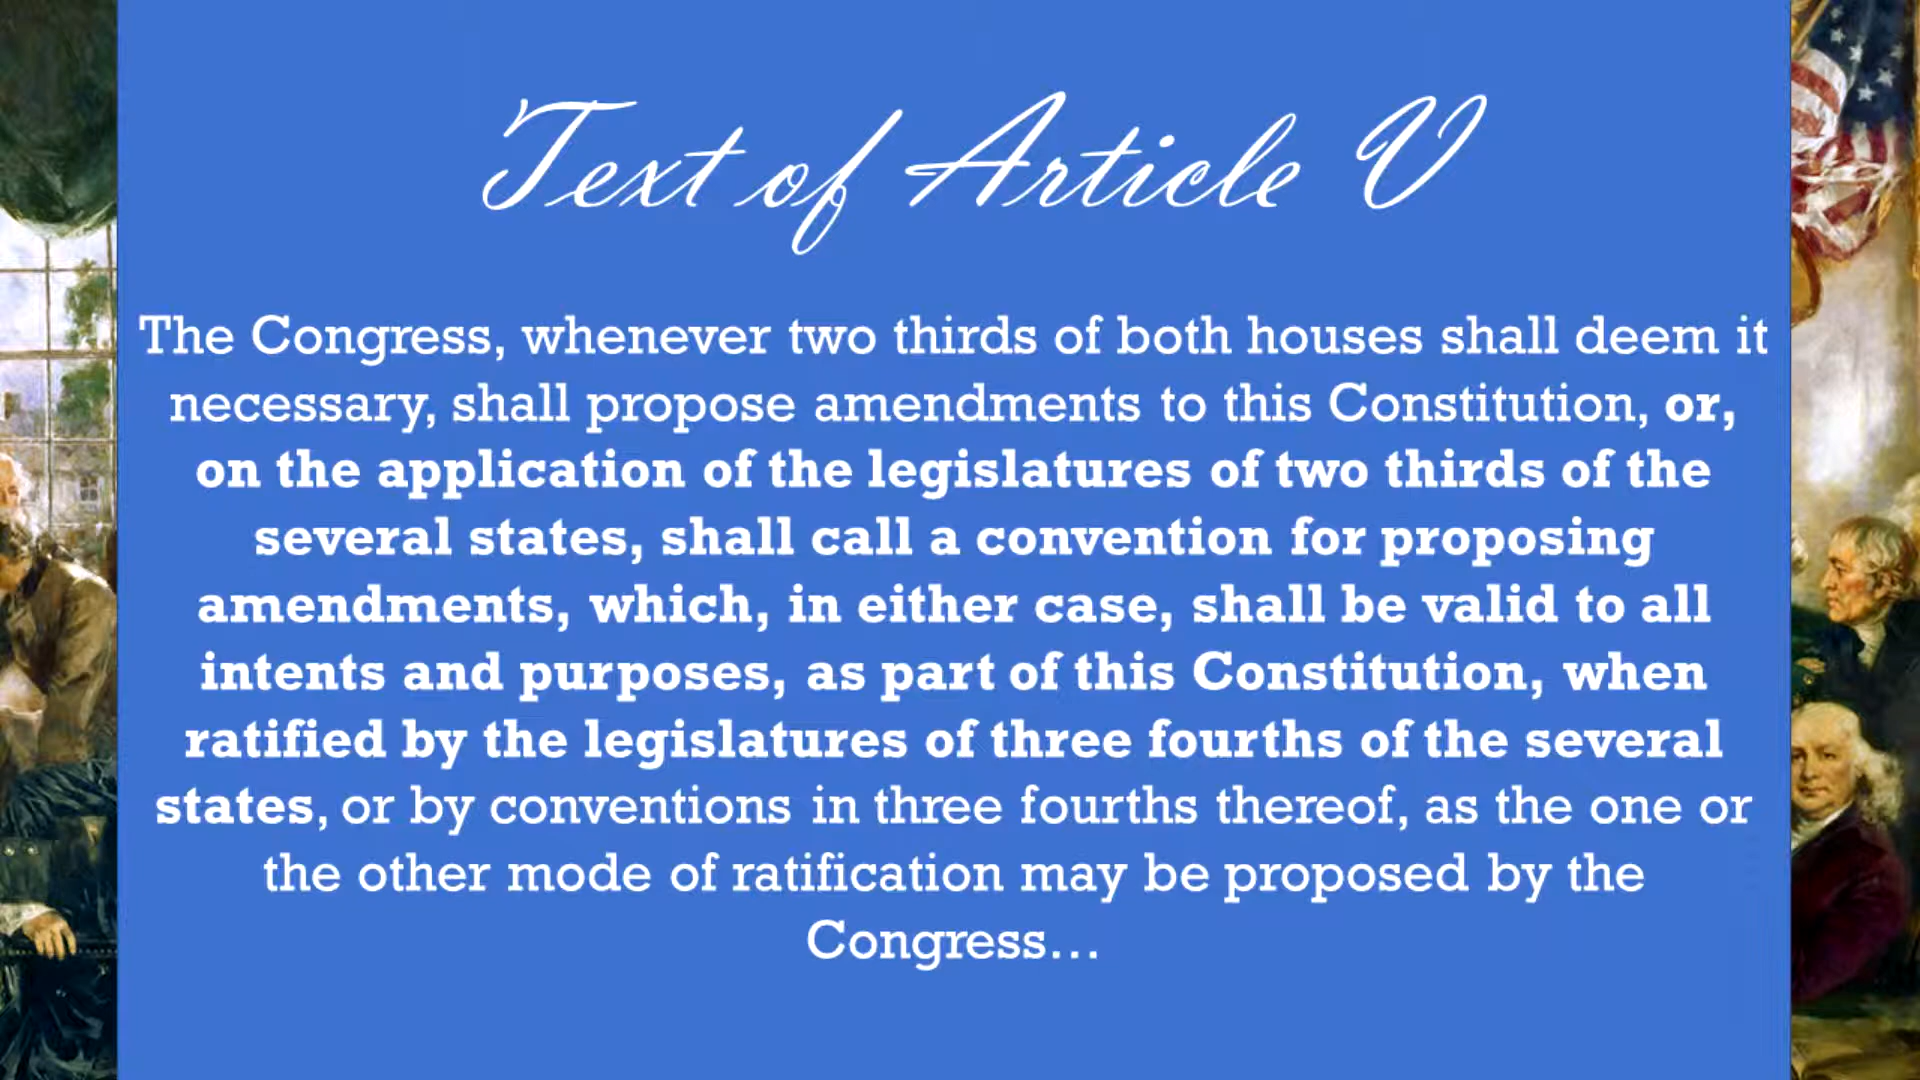 Text of Article V
The Congress, whenever two thirds of both houses shall deem it
necessary, shall propose amendments to this Constitution, or,
on the application of the legislatures of two thirds of the
several states, shall call a convention for proposing
amendments, which, in either case, shall be valid to all
intents and purposes, as part of this Constitution, when
ratified by the legislatures of three fourths of the several
states, or by conventions in three fourths thereof, as the one or
the other mode of ratification may be proposed by the
Congress...